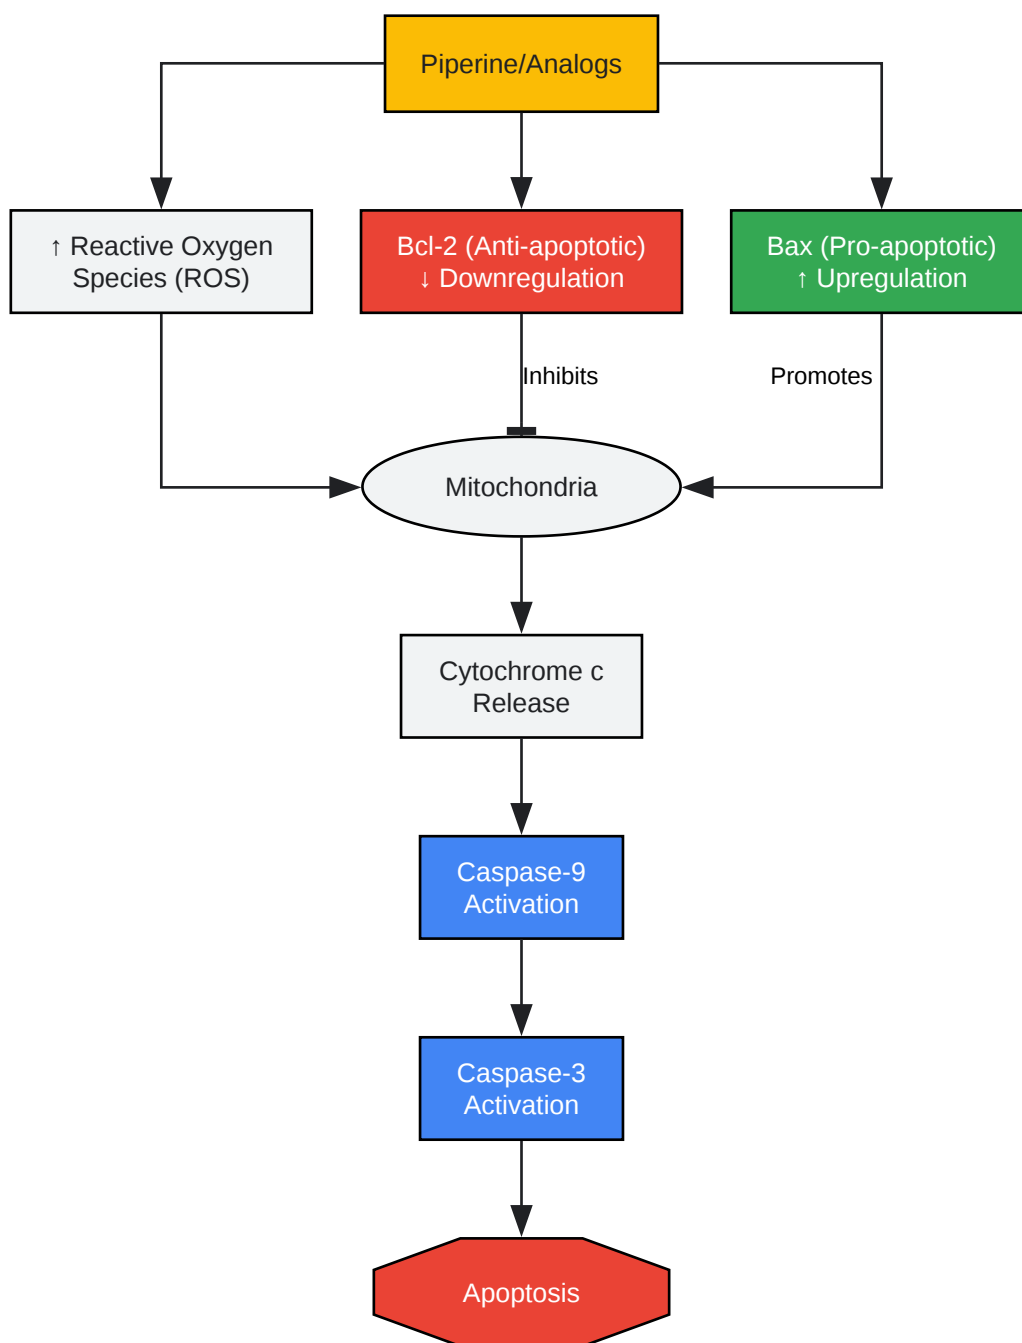 Piperine/Analogs
↑ Reactive Oxygen
Species (ROS)
Bcl-2 (Anti-apoptotic)
↓ Downregulation
Bax (Pro-apoptotic)
↑ Upregulation
Inhibits
Promotes
Mitochondria
Cytochrome c
Release
Caspase-9
Activation
Caspase-3
Activation
Apoptosis